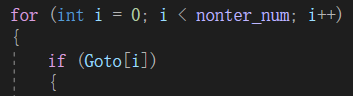 for (int i = 0; i < nonter_num; i++)
{
if (Goto[i])
{